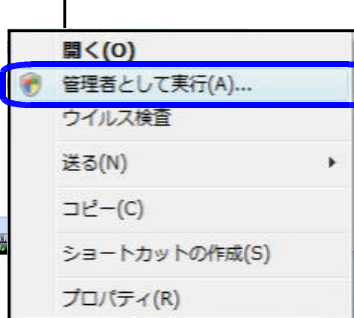 開く(O)
管理者として実行(A)...
ウイルス検査
送る(N)
コピー(C)
ショートカットの作成(S)
プロパティ(R)